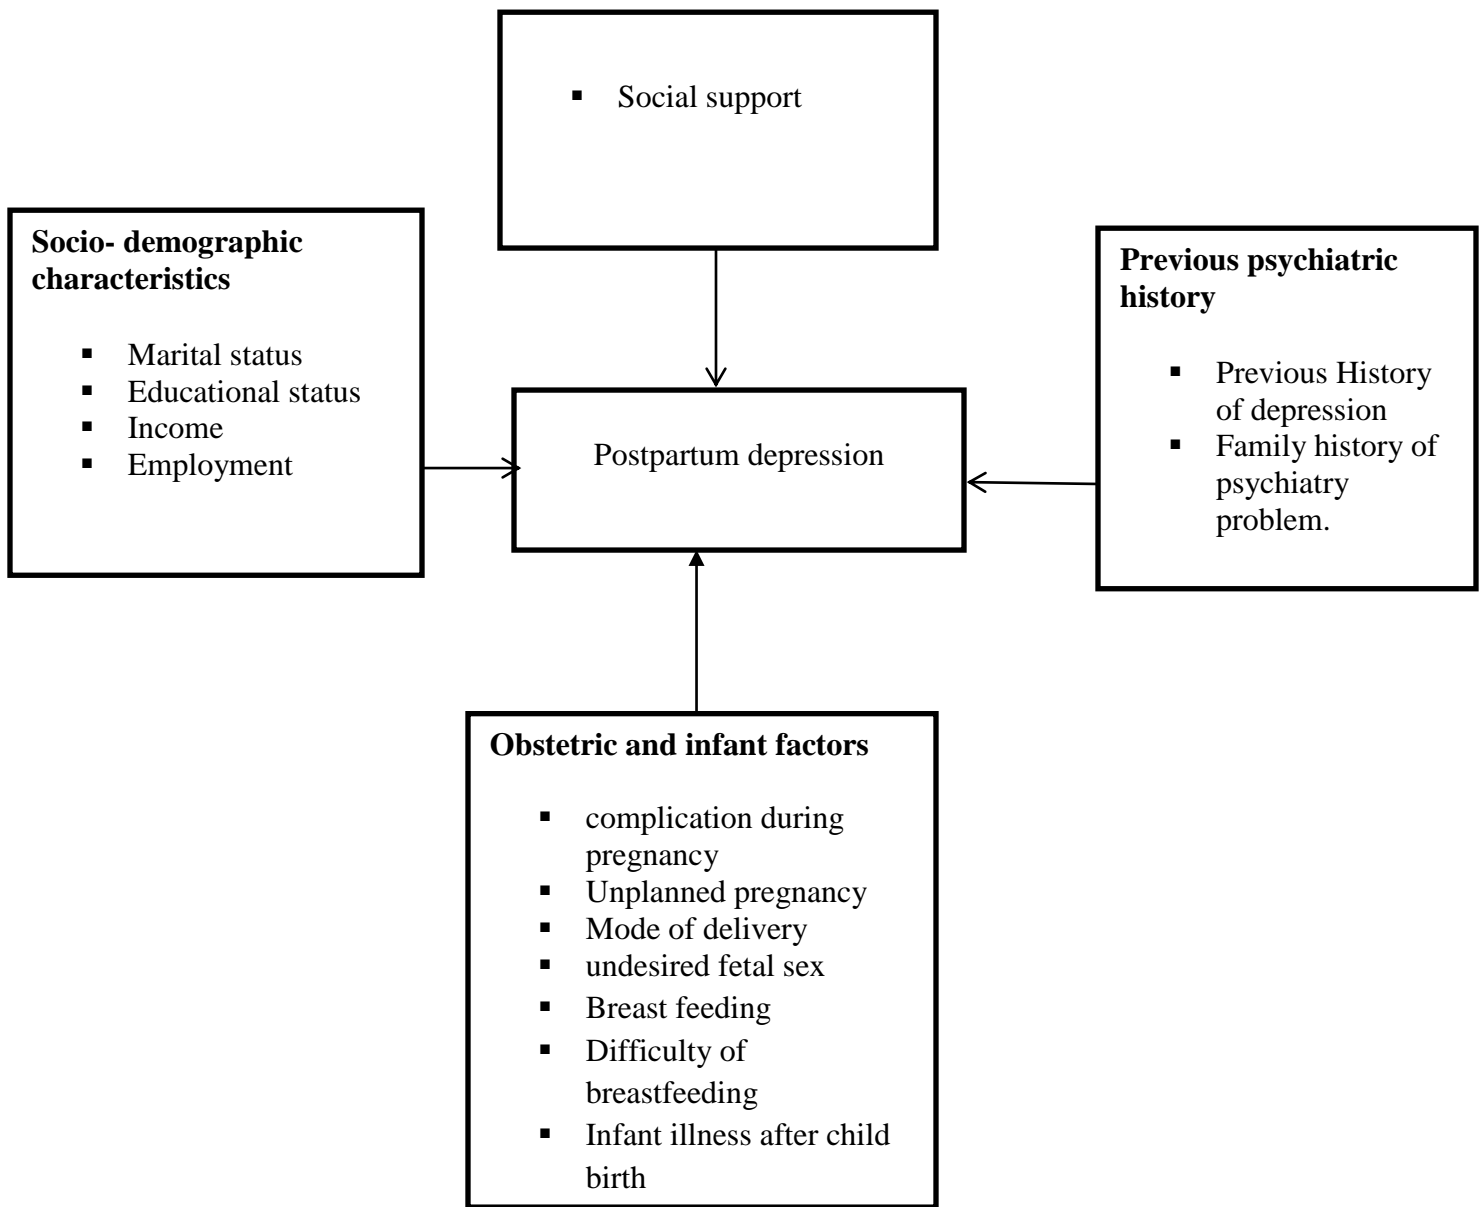 ▪ Social support
Socio- demographic
characteristics
▪ Marital status
▪ Educational status
▪ Income
▪ Employment
Postpartum depression
Previous psychiatric
history
▪ Previous History
of depression
▪ Family history of
psychiatry
problem.
Obstetric and infant factors
▪ complication during
pregnancy
▪ Unplanned pregnancy
▪ Mode of delivery
▪ undesired fetal sex
▪ Breast feeding
▪ Difficulty of
breastfeeding
▪ Infant illness after child
birth